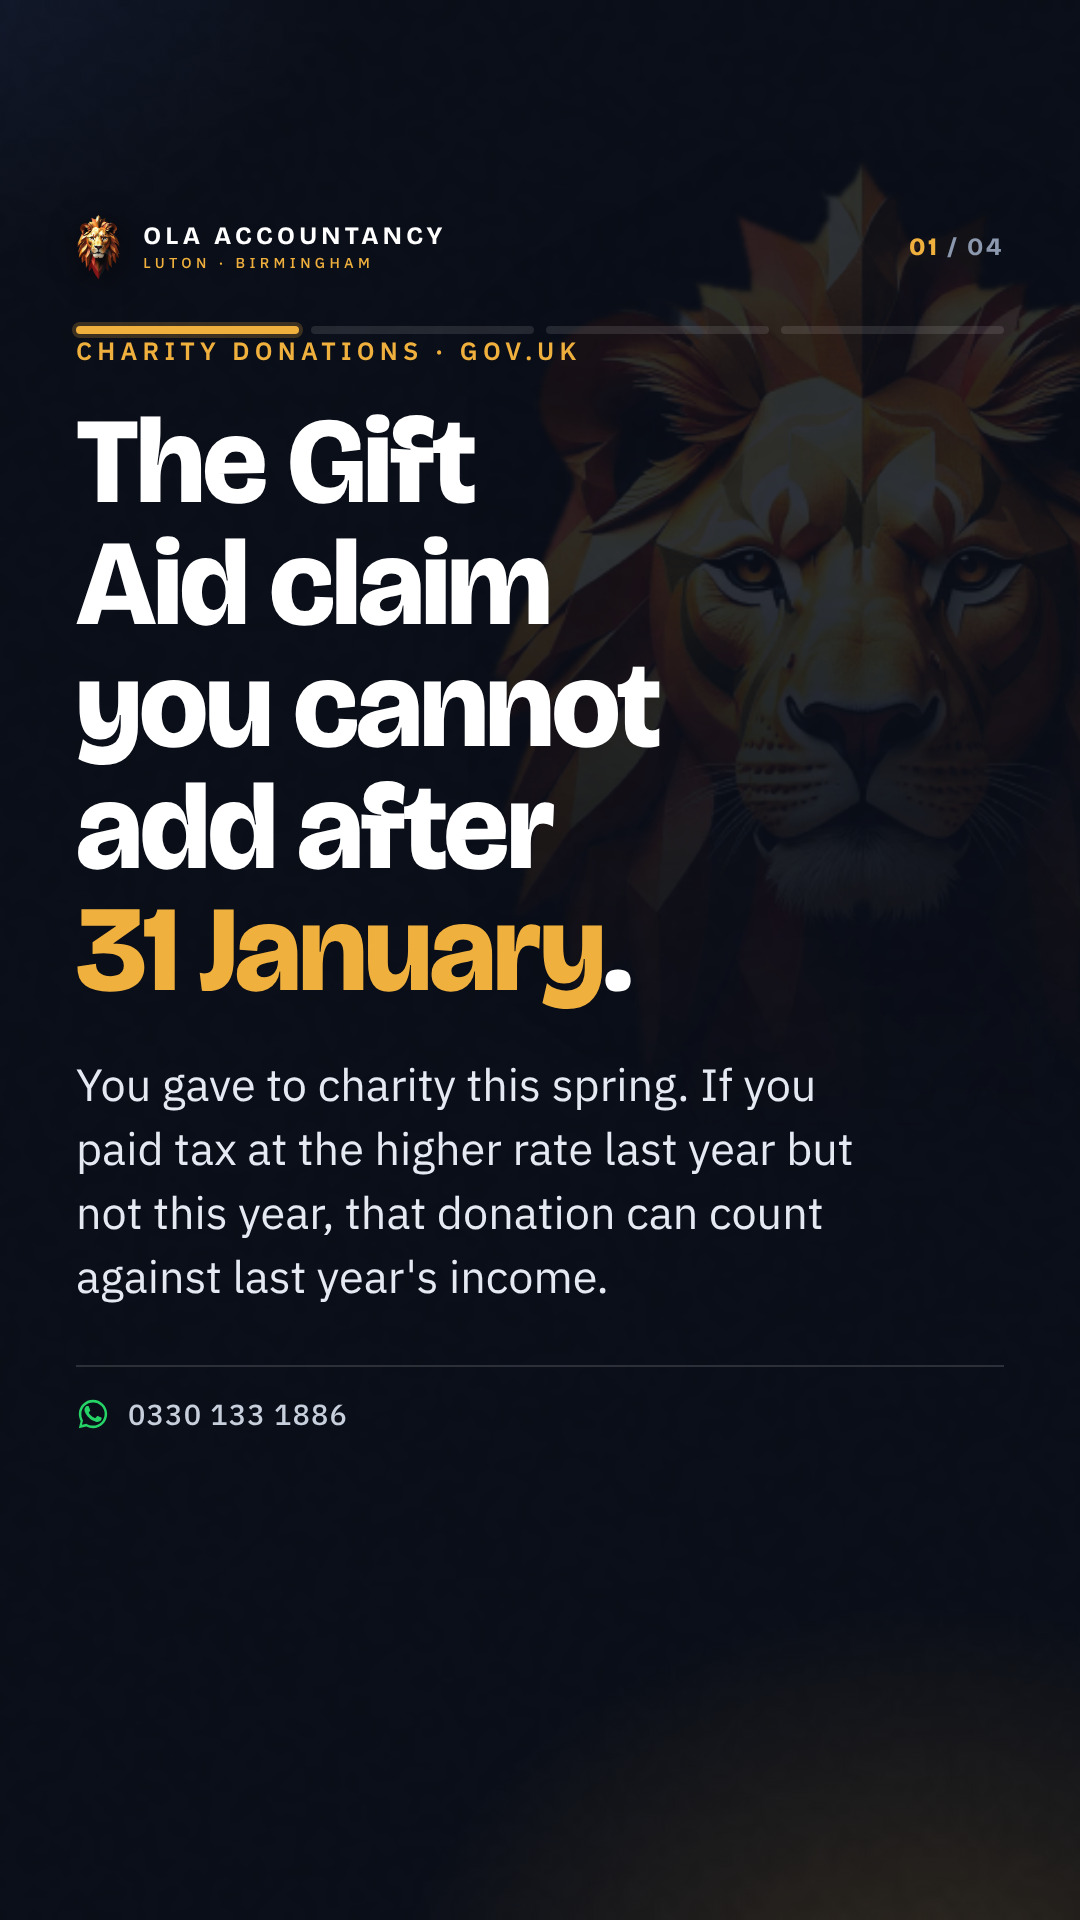 OLA ACCOUNTANCY
LUTON · BIRMINGHAM
01 / 04
CHARITY DONATIONS · GOV.UK
The Gift
Aid claim
you cannot
add after
31 January.
You gave to charity this spring. If you
paid tax at the higher rate last year but
not this year, that donation can count
against last year's income.
0330 133 1886